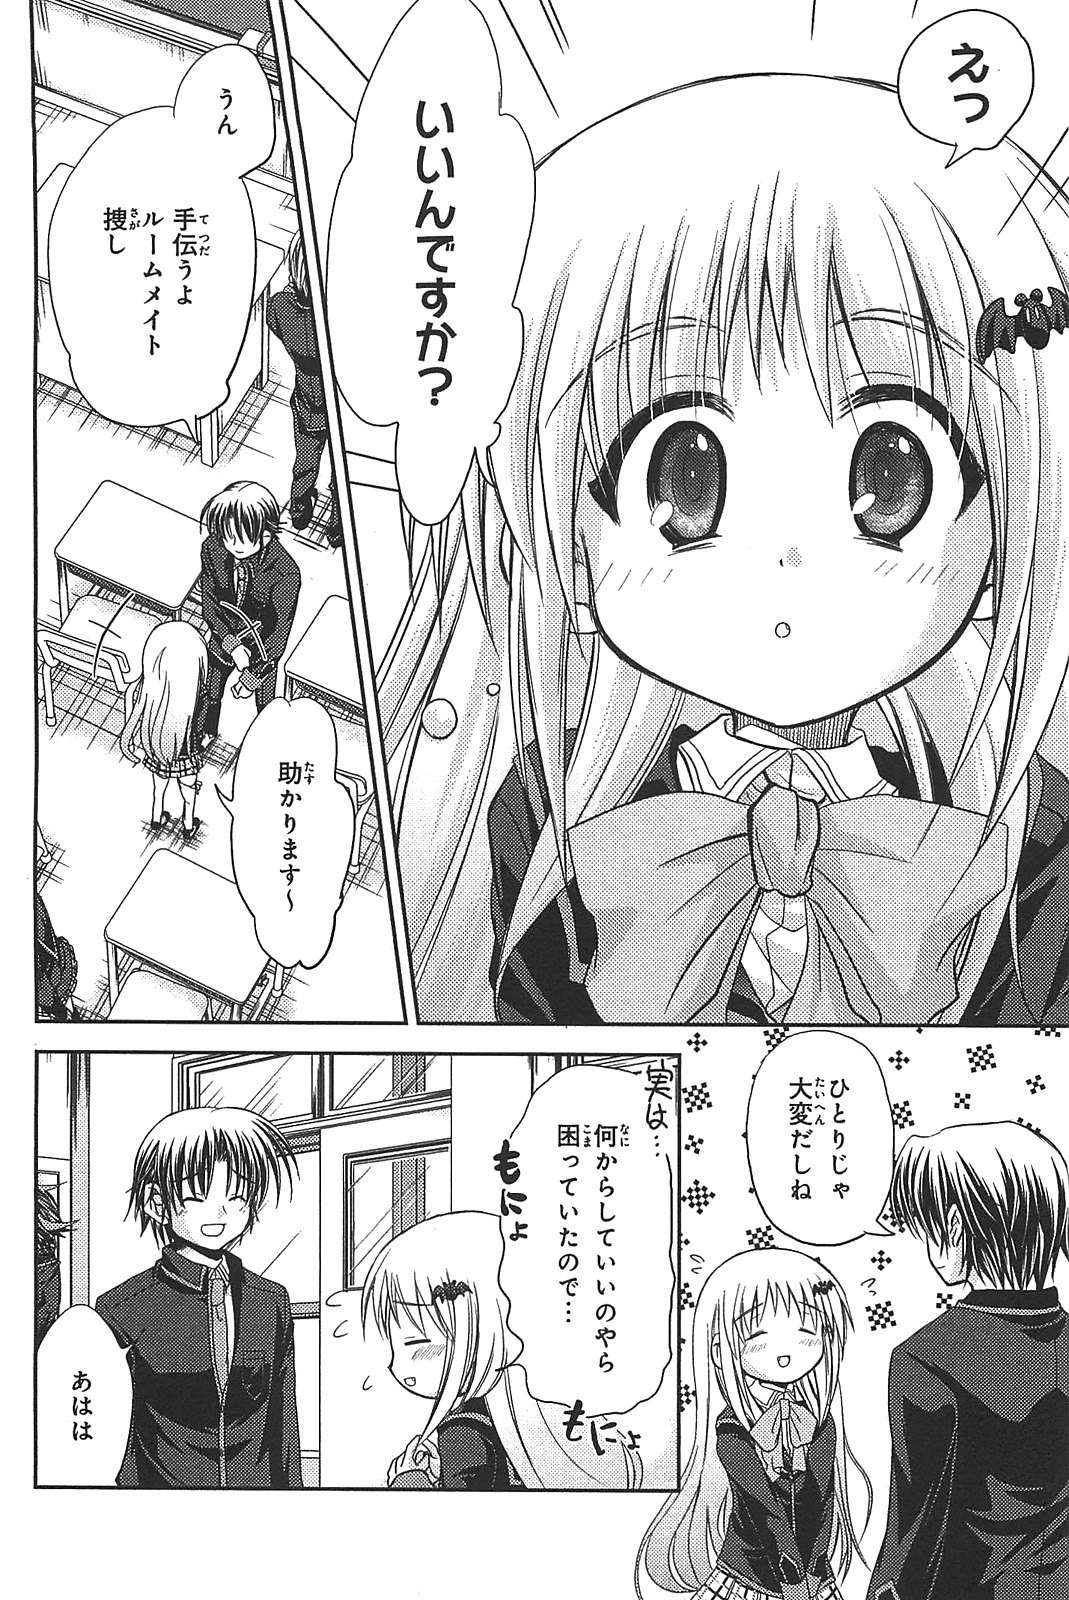 えっ
いいんですか?
うん
手伝うよ
ルームメイト
捜し
助かります~
ひとりじゃ
大変だしね
実は…
何からしていいのやら
困っていたので…
もにょ
もにょ
あはは